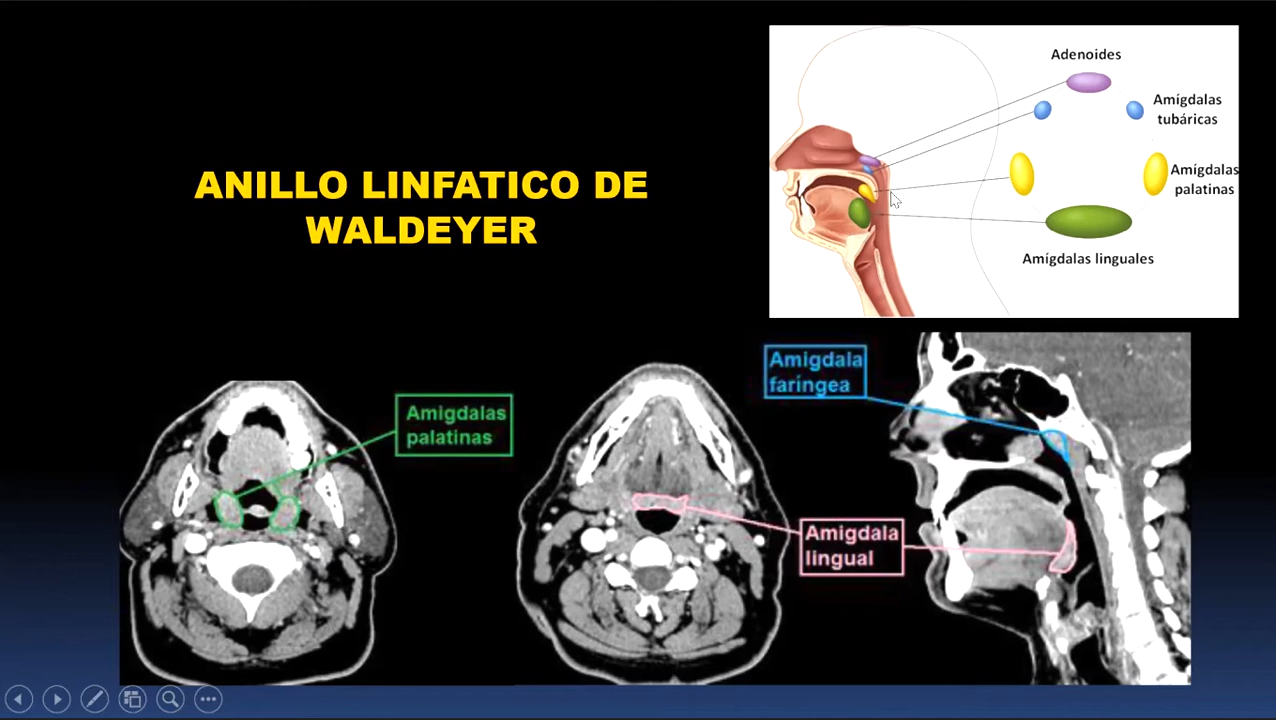 ANILLO LINFATICO DE
WALDEYER
Adenoides
Amígdalas
tubáricas
Amígdalas
palatinas
Amígdalas linguales
Amigdalas
palatinas
Amigdala
faríngea
Amigdala
lingual